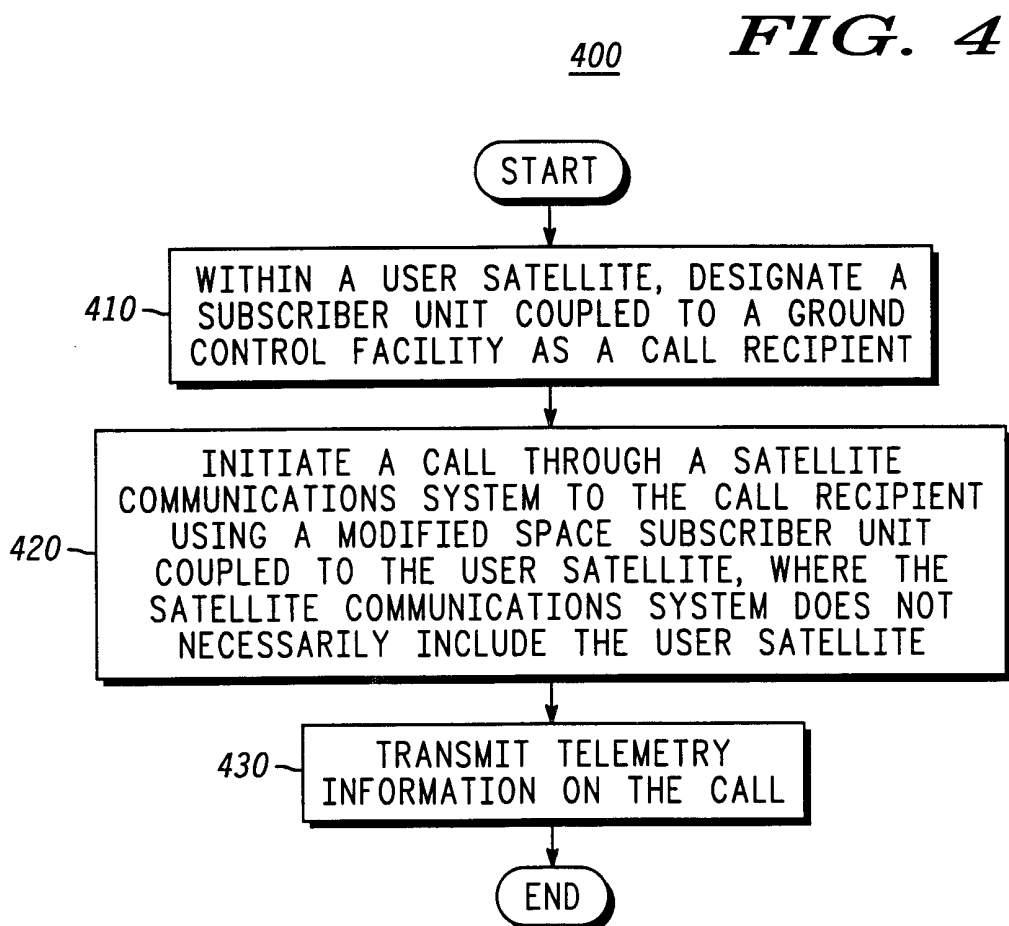 FIG. 4
400
START
410
WITHIN A USER SATELLITE, DESIGNATE A
SUBSCRIBER UNIT COUPLED TO A GROUND
CONTROL FACILITY AS A CALL RECIPIENT
420
INITIATE A CALL THROUGH A SATELLITE
COMMUNICATIONS SYSTEM TO THE CALL RECIPIENT
USING A MODIFIED SPACE SUBSCRIBER UNIT
COUPLED TO THE USER SATELLITE, WHERE THE
SATELLITE COMMUNICATIONS SYSTEM DOES NOT
NECESSARILY INCLUDE THE USER SATELLITE
430
TRANSMIT TELEMETRY
INFORMATION ON THE CALL
END